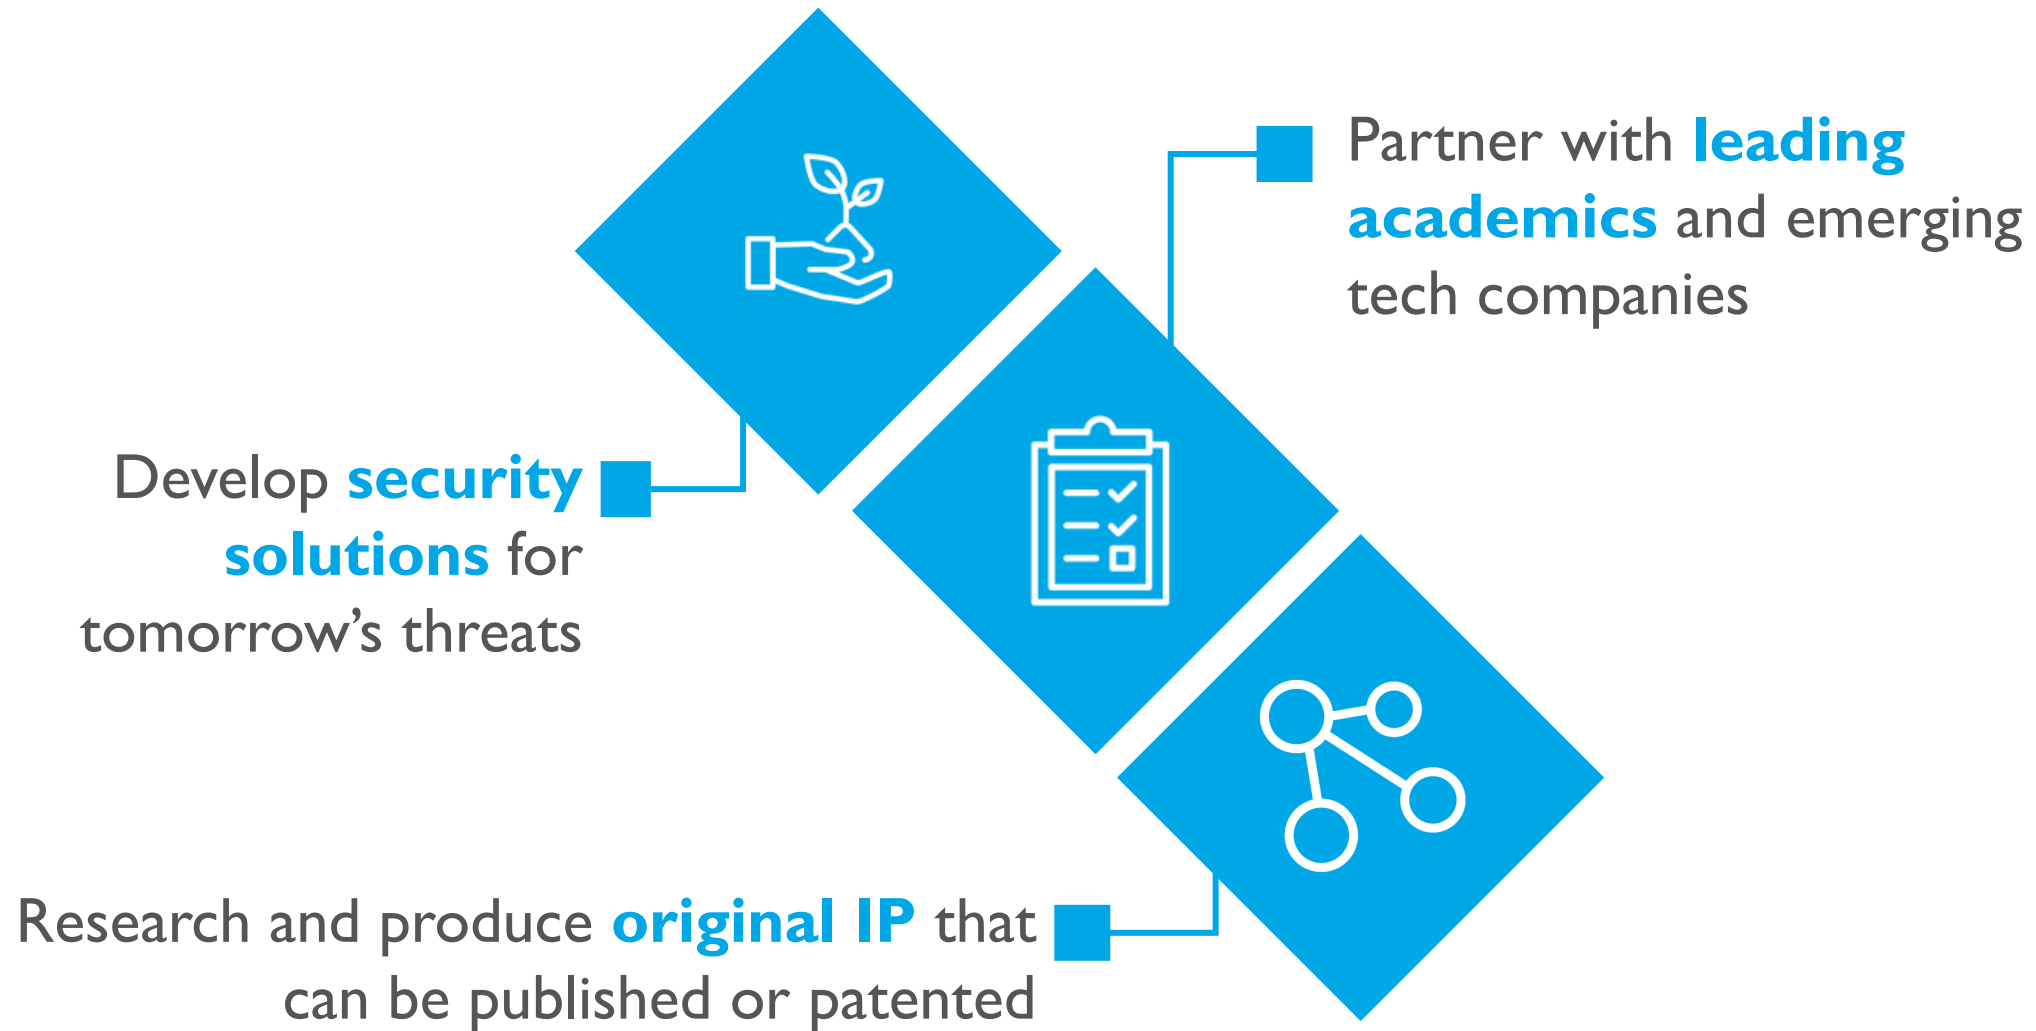 Partner with leading
academics and emerging
tech companies
Develop security
solutions for
tomorrow’s threats
Research and produce original IP that
can be published or patented